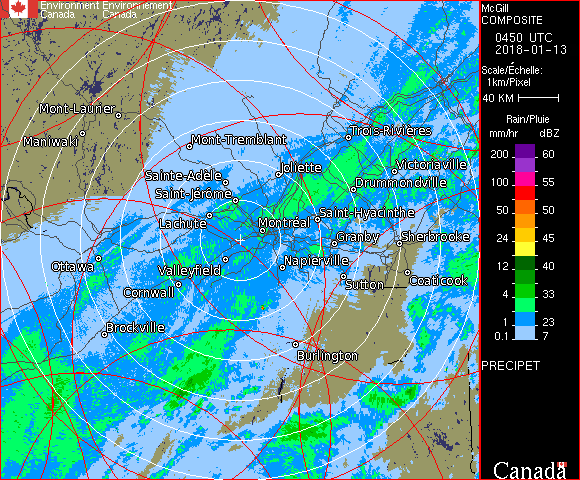 Environment Environnement
Canada Canada
McGill
COMPOSITE
0450 UTC
2018-01-13
Scale/Échelle:
1km/Pixel
40 KM
Rain/Pluie
mm/hr dBZ
200 60
100 55
50 50
24 45
12 40
4 33
1 23
0.1 7
PRECIPET
Canada
Mont-Laurier
Maniwaki
Mont-Tremblant
Trois-Rivières
Sainte-Adèle
Joliette
Victoriaville
Saint-Jérôme
Drummondville
Lachute
Montréal
Saint-Hyacinthe
Granby
Sherbrooke
Ottawa
Valleyfield
Napierville
Cornwall
Sutton
Coaticook
Brockville
Burlington